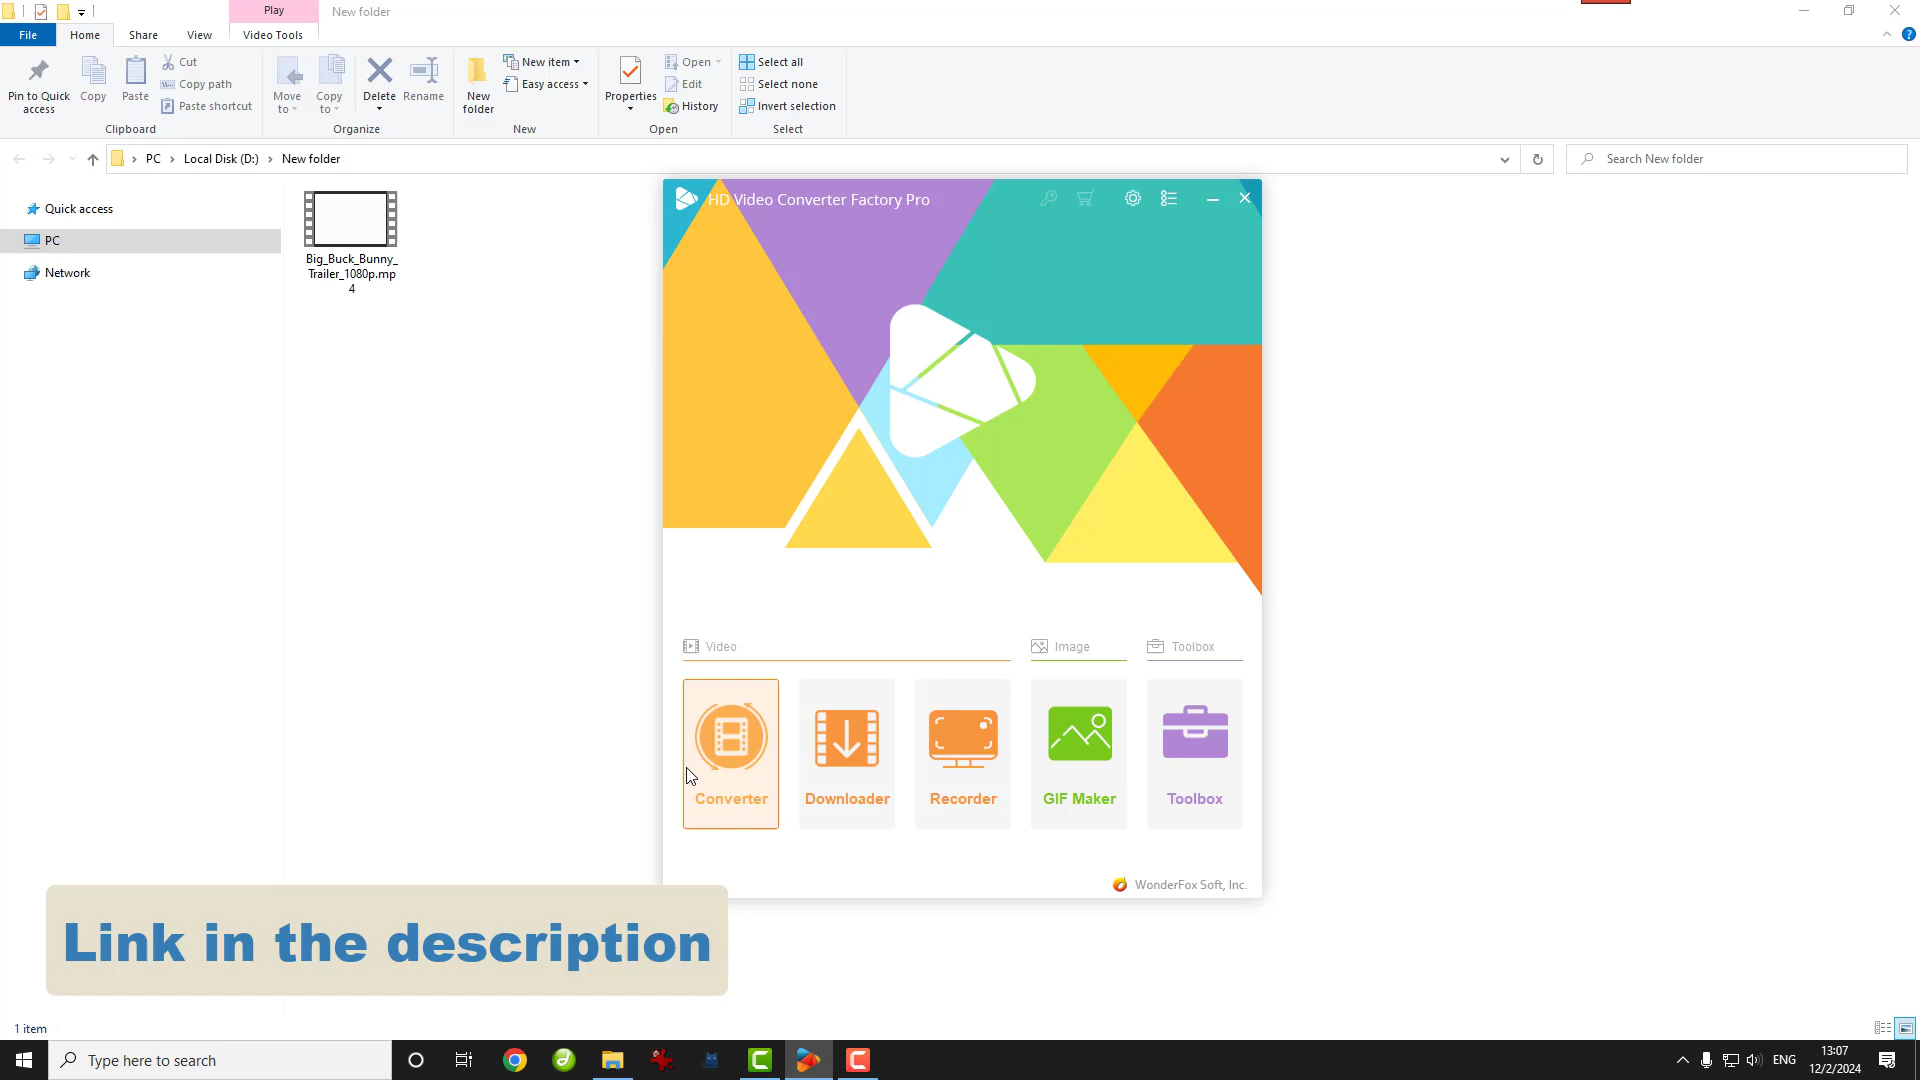 Play
New folder
File
Home
Share
View
Video Tools
Pin to Quick
access
Copy
Paste
Cut
Copy path
Paste shortcut
Clipboard
Move
to
Copy
to
Delete
Rename
Organize
New
folder
New item
Easy access
New
Properties
Open
Edit
History
Open
Select all
Select none
Invert selection
Select
PC
Local Disk (D:)
New folder
Search New folder
Quick access
PC
Network
Big_Buck_Bunny_
Trailer_1080p.mp
4
HD Video Converter Factory Pro
Video
Image
Toolbox
Converter
Downloader
Recorder
GIF Maker
Toolbox
WonderFox Soft, Inc.
Link in the description
1 item
Type here to search
ENG
13:07
12/2/2024